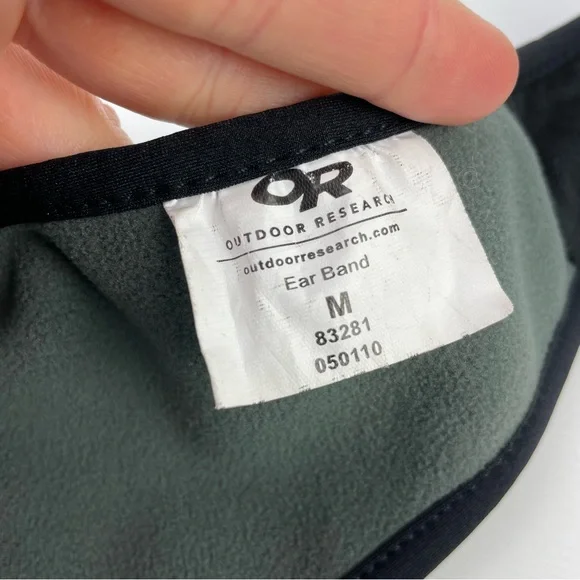 OR
OUTDOOR RESEARCH
outdoorresearch.com
Ear Band
M
83281
050110